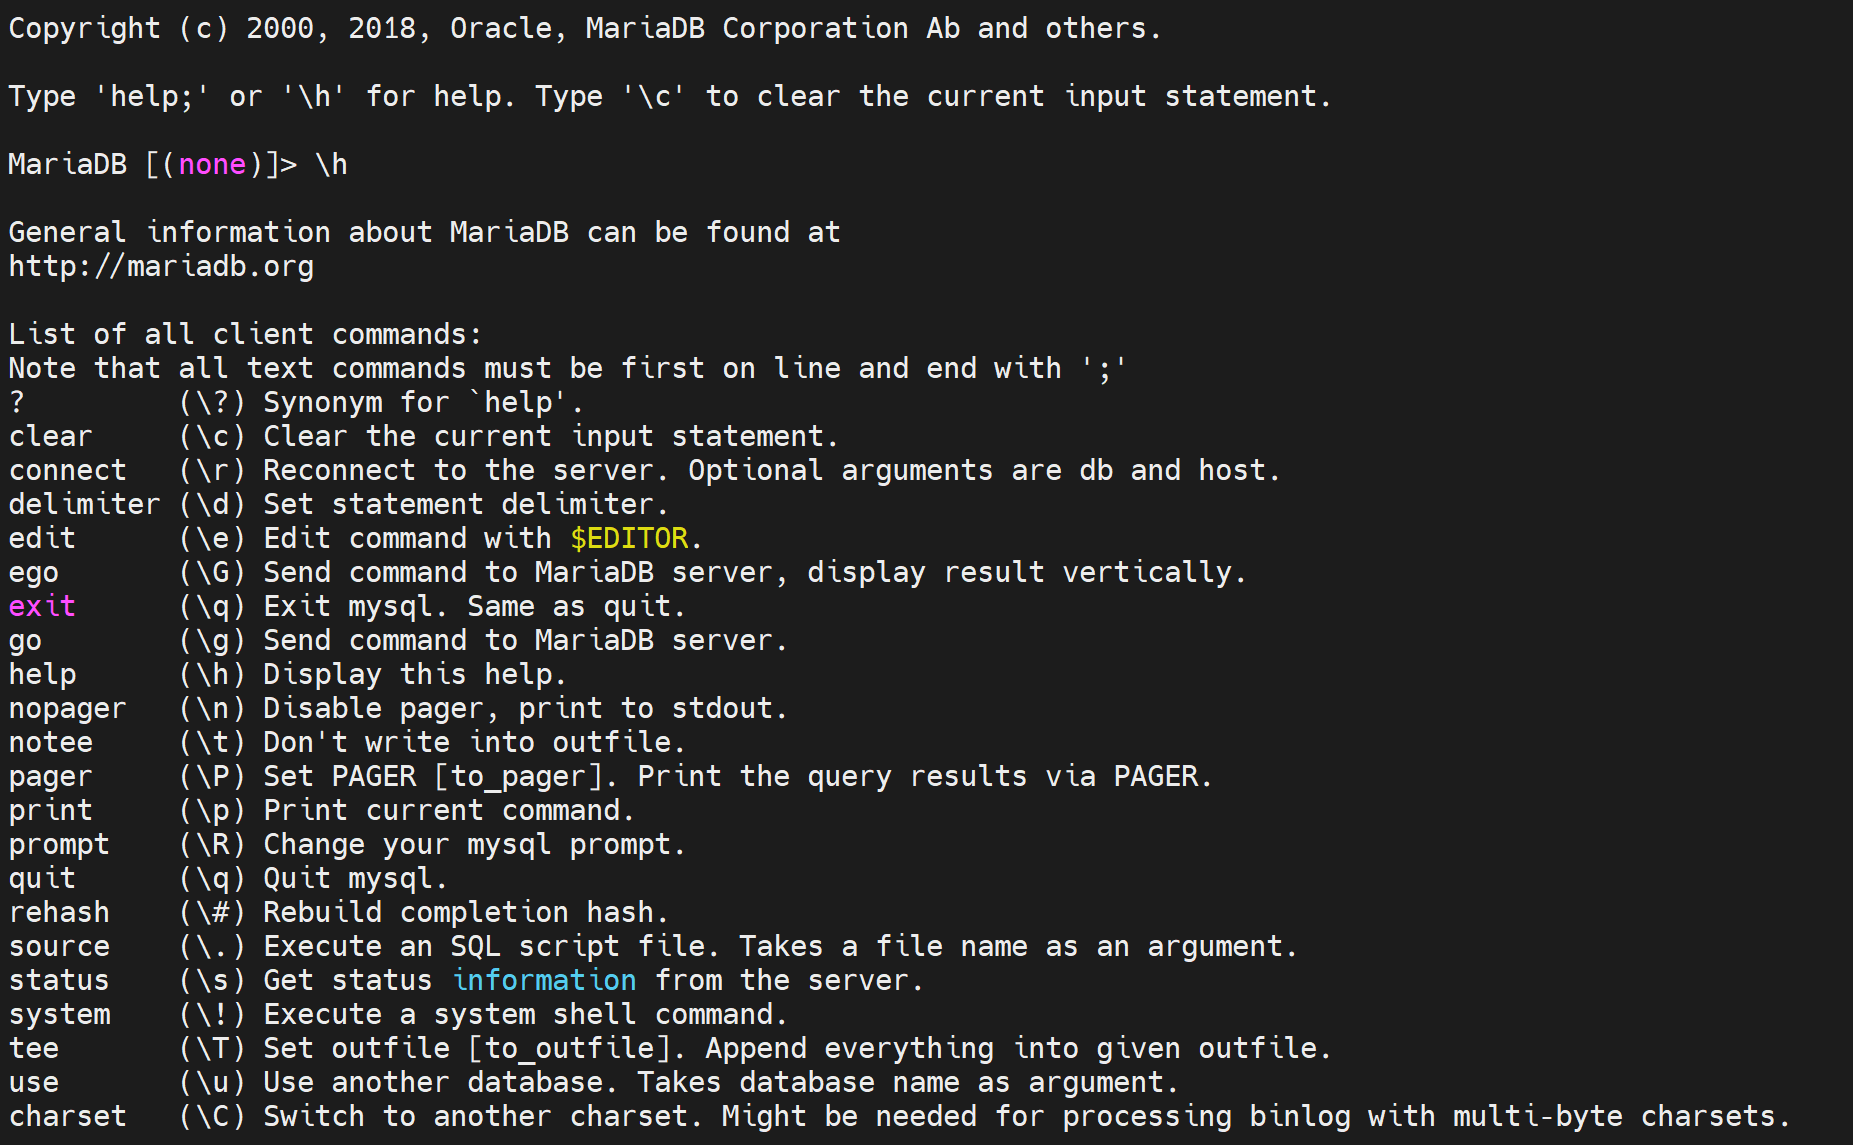 Copyright (c) 2000, 2018, Oracle, MariaDB Corporation Ab and others.
Type 'help;' or '\h' for help. Type '\c' to clear the current input statement.
MariaDB [(none)]> \h
General information about MariaDB can be found at
http://mariadb.org
List of all client commands:
Note that all text commands must be first on line and end with ';'
?         (\?) Synonym for `help'.
clear     (\c) Clear the current input statement.
connect   (\r) Reconnect to the server. Optional arguments are db and host.
delimiter (\d) Set statement delimiter.
edit      (\e) Edit command with $EDITOR.
ego       (\G) Send command to MariaDB server, display result vertically.
exit      (\q) Exit mysql. Same as quit.
go        (\g) Send command to MariaDB server.
help      (\h) Display this help.
nopager   (\n) Disable pager, print to stdout.
notee     (\t) Don't write into outfile.
pager     (\P) Set PAGER [to_pager]. Print the query results via PAGER.
print     (\p) Print current command.
prompt    (\R) Change your mysql prompt.
quit      (\q) Quit mysql.
rehash    (\#) Rebuild completion hash.
source    (\.) Execute an SQL script file. Takes a file name as an argument.
status    (\s) Get status information from the server.
system    (\!) Execute a system shell command.
tee       (\T) Set outfile [to_outfile]. Append everything into given outfile.
use       (\u) Use another database. Takes database name as argument.
charset   (\C) Switch to another charset. Might be needed for processing binlog with multi-byte charsets.